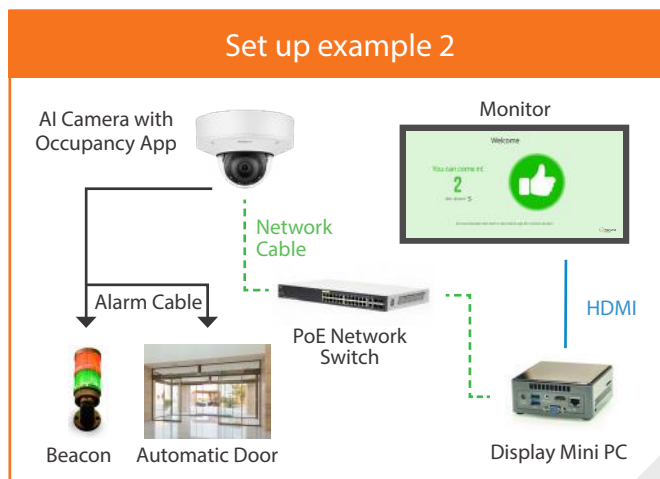 Set up example 2
AI Camera with
Occupancy App
Monitor
Welcome
You can come in!
2
Network
Cable
Alarm Cable
HDMI
PoE Network
Switch
Beacon
Automatic Door
Display Mini PC